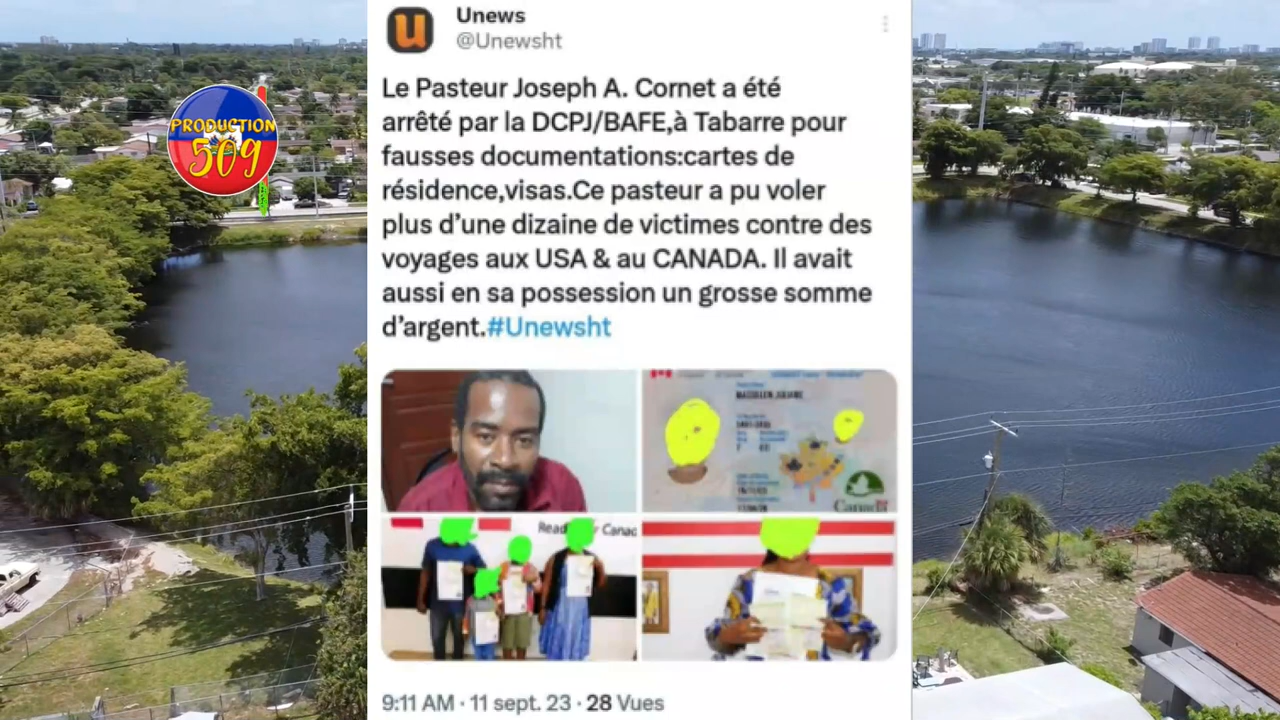 Unews
@Unewsht
Le Pasteur Joseph A. Cornet a été
arrêté par la DCPJ/BAFE,à Tabarre pour
fausses documentations:cartes de
résidence,visas.Ce pasteur a pu voler
plus d’une dizaine de victimes contre des
voyages aux USA & au CANADA. Il avait
aussi en sa possession un grosse somme
d’argent.#Unewsht
PRODUCTION
509
Canada
9:11 AM · 11 sept. 23 · 28 Vues